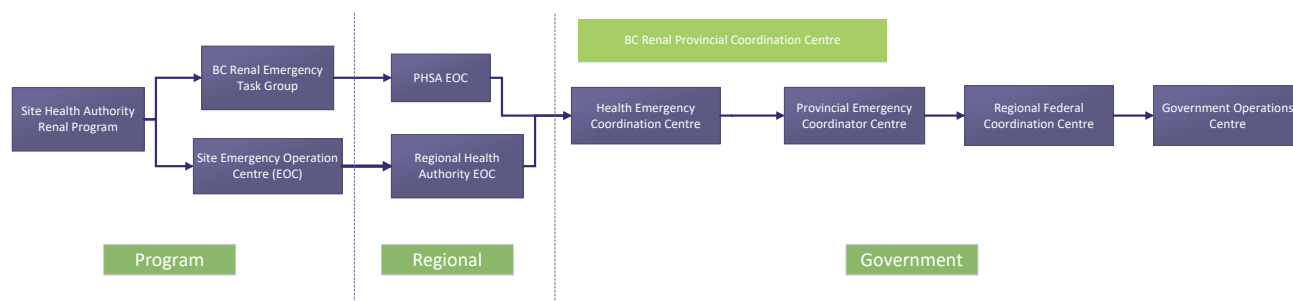 BC Renal Provincial Coordination Centre
BC Renal Emergency
Task Group
PHSA EOC
Site Health Authority
Renal Program
Health Emergency
Coordination Centre
Provincial Emergency
Coordinator Centre
Regional Federal
Coordination Centre
Government Operations
Centre
Site Emergency Operation
Centre (EOC)
Regional Health
Authority EOC
Program
Regional
Government